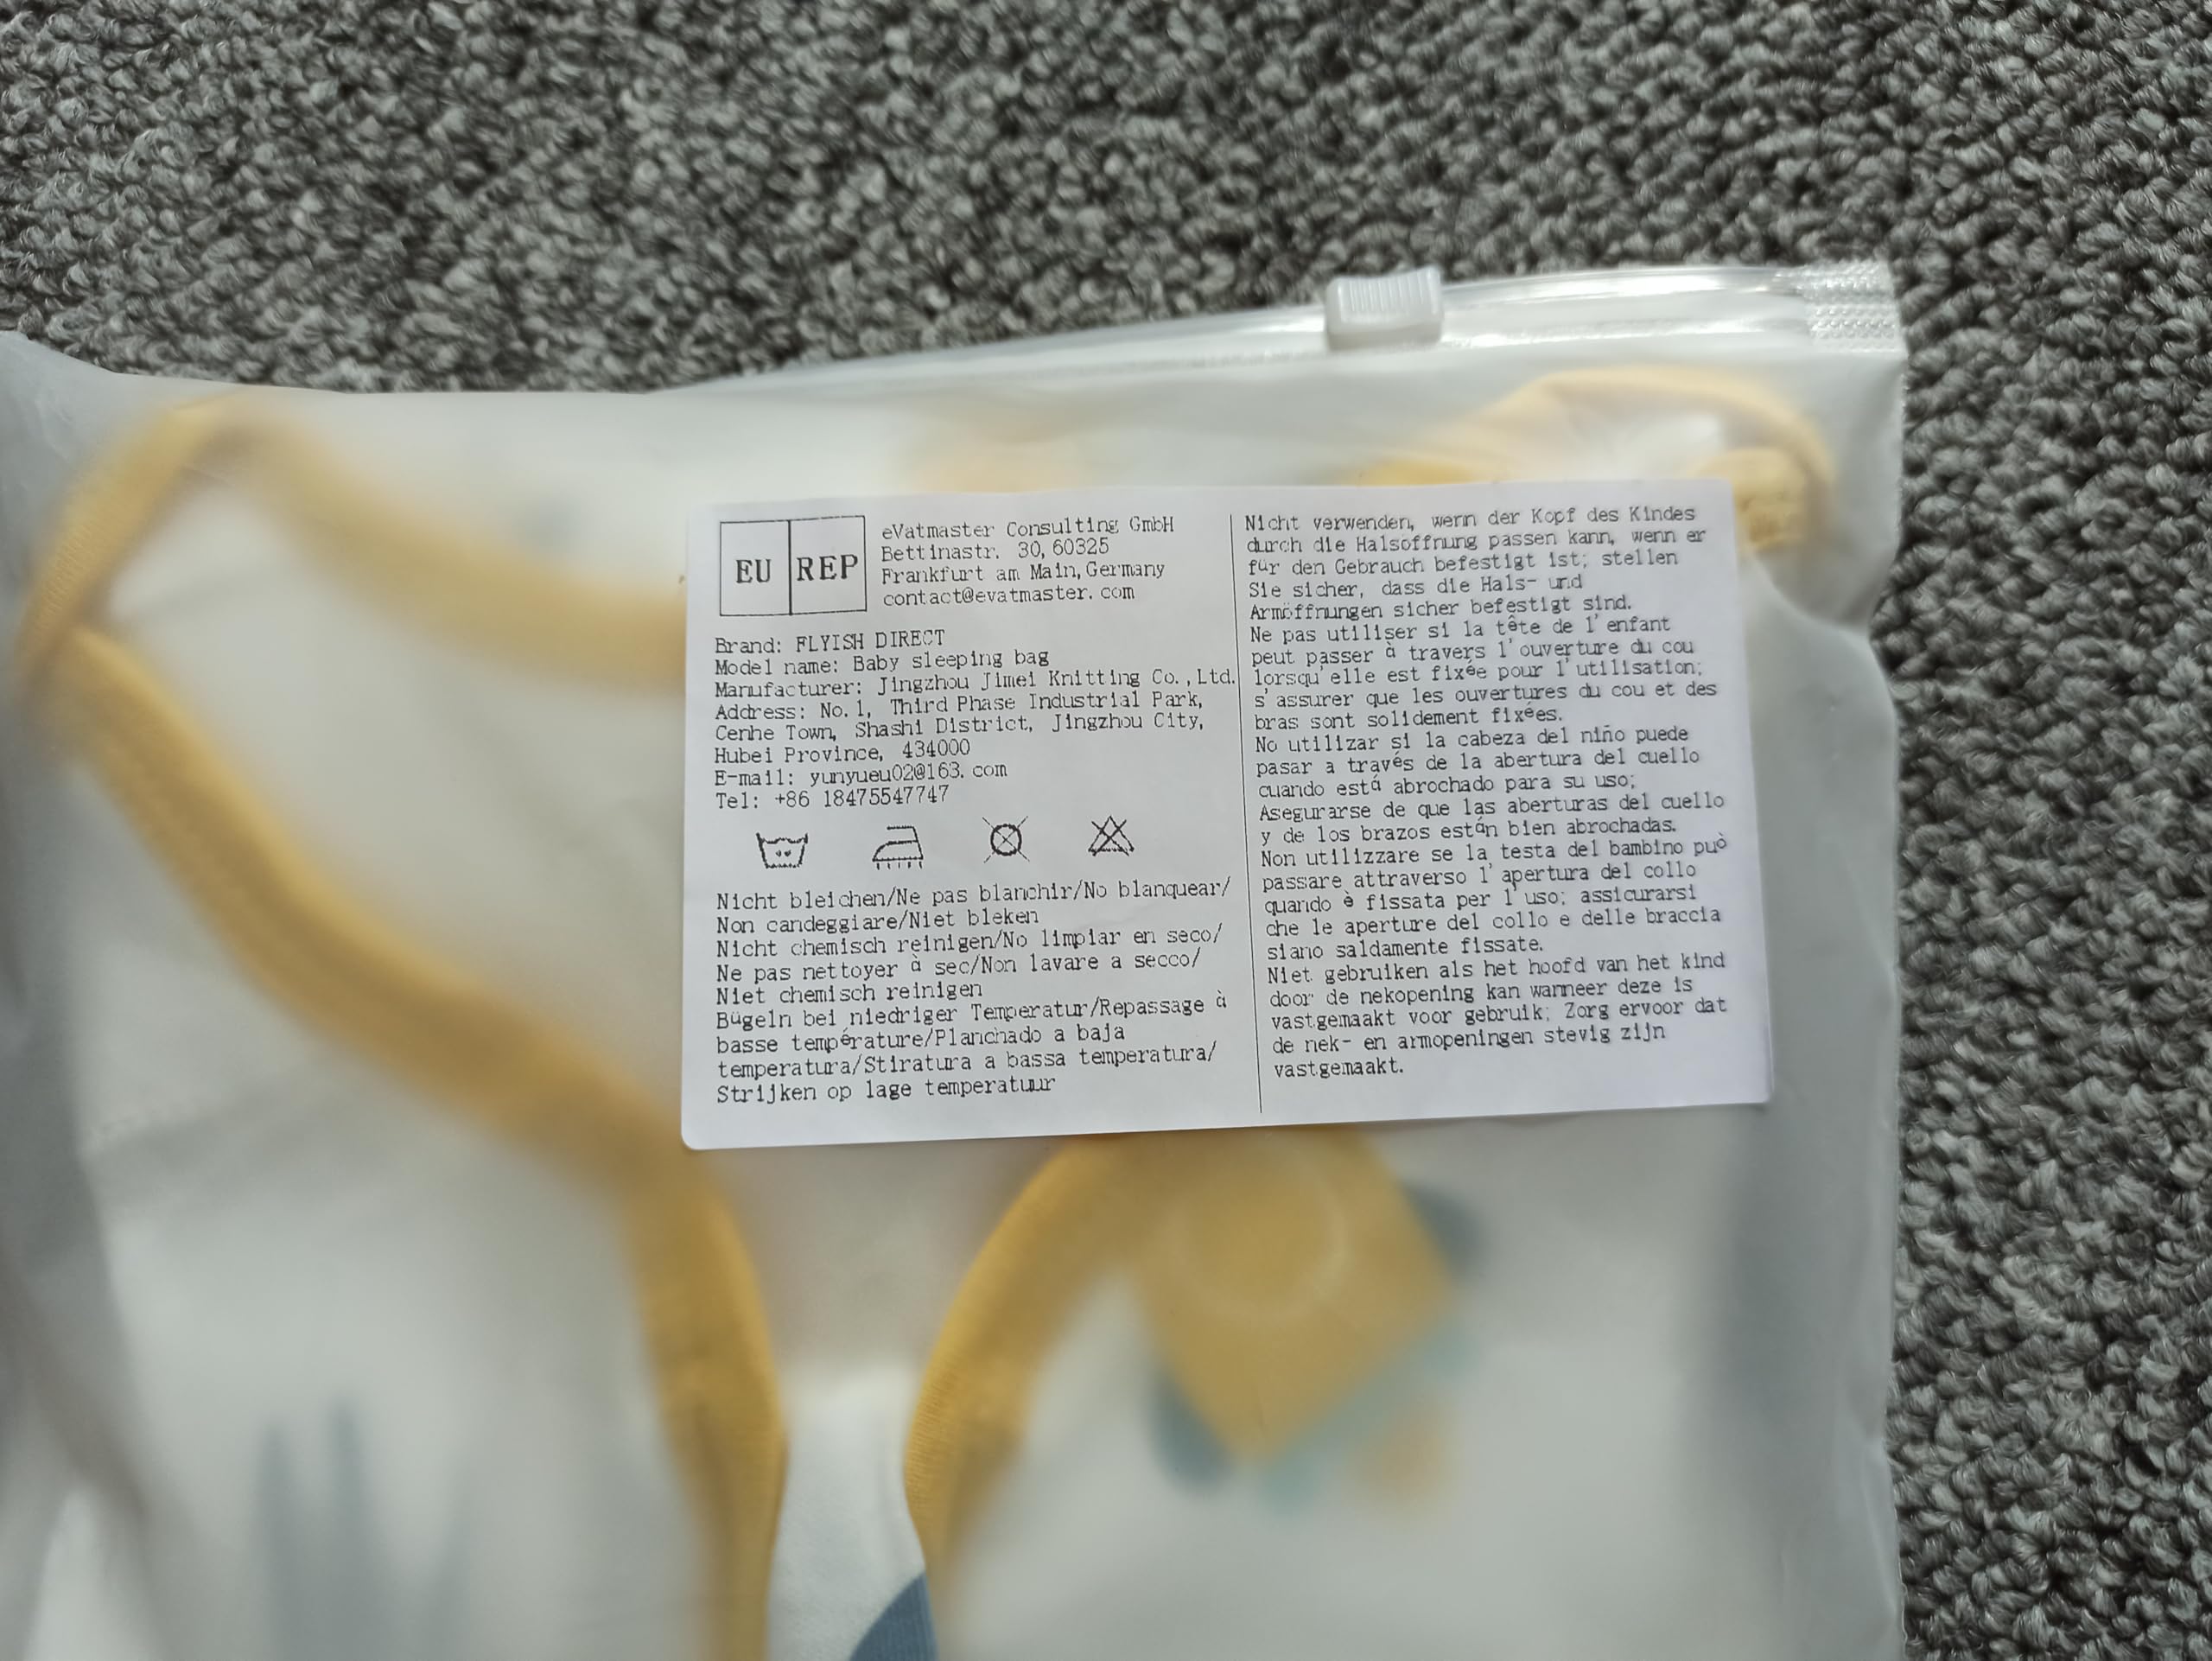 EU REP
eVatmaster Consulting GmbH
Bettinastr. 30, 60325
Frankfurt am Main, Germany
contact@evatmaster.com
Brand: FLYISH DIRECT
Model name: Baby sleeping bag
Manufacturer: Jingzhou Jimei Knitting Co., Ltd.
Address: No.1, Third Phase Industrial Park,
Cenhe Town, Shashi District, Jingzhou City,
Hubei Province, 434000
E-mail: yunyueu02@163.com
Tel: +86 18475547747
Nicht bleichen/Ne pas blanchir/No blanquear/
Non candeggiare/Niet bleken
Nicht chemisch reinigen/No limpiar en seco/
Ne pas nettoyer à sec/Non lavare a secco/
Niet chemisch reinigen
Bügeln bei niedriger Temperatur/Repassage à
basse température/Planchado a baja
temperatura/Stiratura a bassa temperatura/
Strijken op lage temperatuur
Nicht verwenden, wenn der Kopf des Kindes
durch die Halsöffnung passen kann, wenn er
für den Gebrauch befestigt ist; stellen
Sie sicher, dass die Hals- und
Armöffnungen sicher befestigt sind.
Ne pas utiliser si la tête de l'enfant
peut passer à travers l'ouverture du cou
lorsqu'elle est fixée pour l'utilisation;
s'assurer que les ouvertures du cou et des
bras sont solidement fixées.
No utilizar si la cabeza del niño puede
pasar a través de la abertura del cuello
cuando está abrochado para su uso;
Asegurarse de que las aberturas del cuello
y de los brazos están bien abrochadas.
Non utilizzare se la testa del bambino può
passare attraverso l'apertura del collo
quando è fissata per l'uso; assicurarsi
che le aperture del collo e delle braccia
siano saldamente fissate.
Niet gebruiken als het hoofd van het kind
door de nekopening kan wanneer deze is
vastgemaakt voor gebruik; Zorg ervoor dat
de nek- en armopeningen stevig zijn
vastgemaakt.